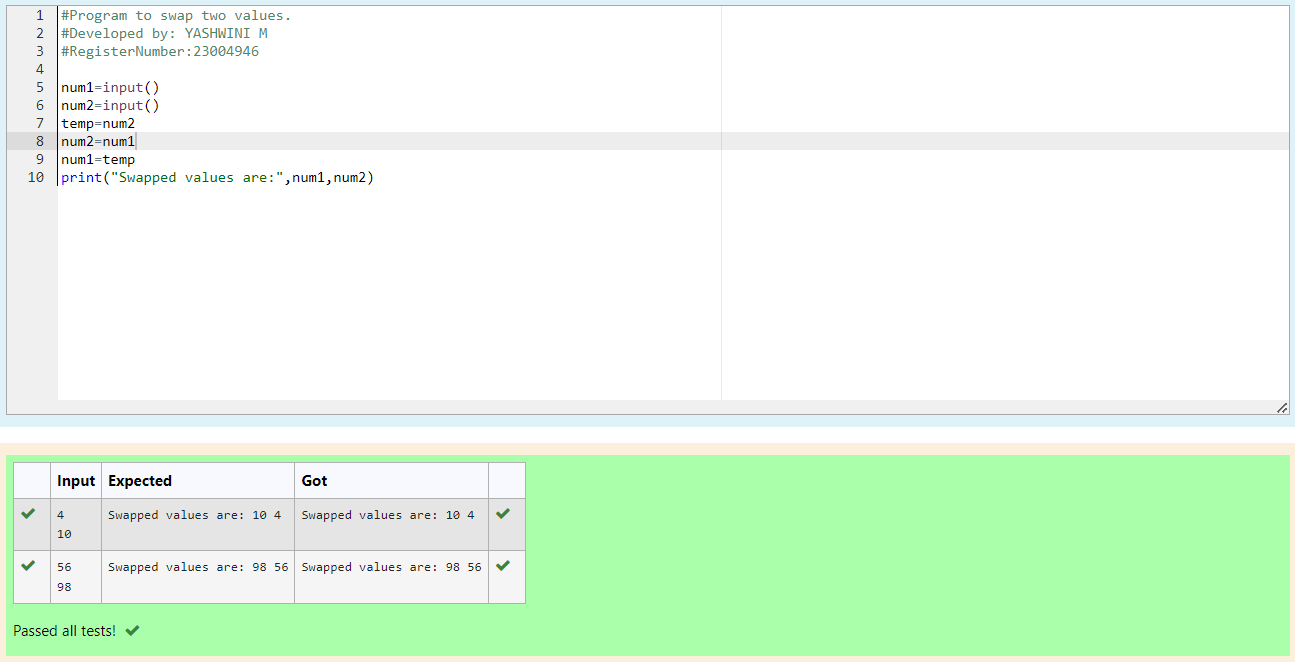 1 #Program to swap two values.
2 #Developed by: YASHWINI M
3 #RegisterNumber:23004946
4
5 num1=input()
6 num2=input()
7 temp=num2
8 num2=num1
9 num1=temp
10 print("Swapped values are:",num1,num2)
Input Expected Got
4 Swapped values are: 10 4 Swapped values are: 10 4
10
56 Swapped values are: 98 56 Swapped values are: 98 56
98
Passed all tests!